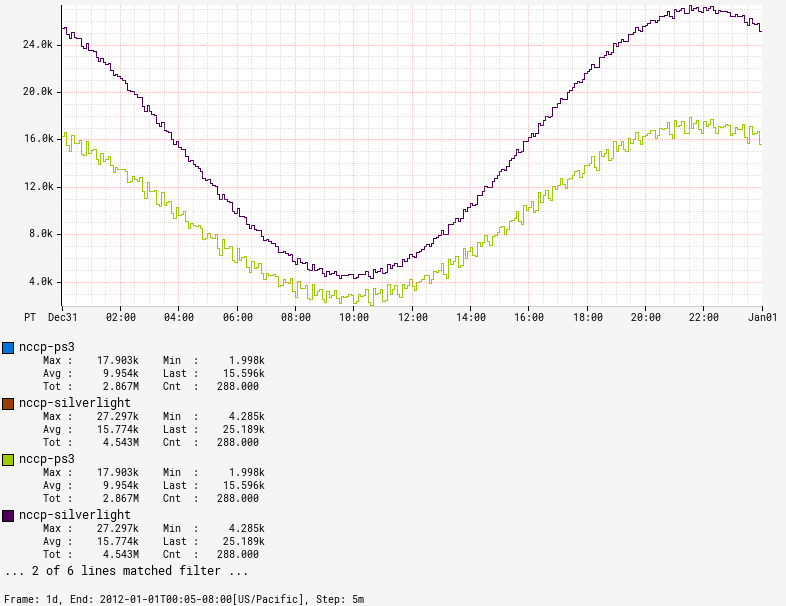 24.0k
20.0k
16.0k
12.0k
8.0k
4.0k
PT Dec31 02:00 04:00 06:00 08:00 10:00 12:00 14:00 16:00 18:00 20:00 22:00 Jan01
nccp-ps3
Max : 17.903k Min : 1.998k
Avg : 9.954k Last : 15.596k
Tot : 2.867M Cnt : 288.000
nccp-silverlight
Max : 27.297k Min : 4.285k
Avg : 15.774k Last : 25.189k
Tot : 4.543M Cnt : 288.000
nccp-ps3
Max : 17.903k Min : 1.998k
Avg : 9.954k Last : 15.596k
Tot : 2.867M Cnt : 288.000
nccp-silverlight
Max : 27.297k Min : 4.285k
Avg : 15.774k Last : 25.189k
Tot : 4.543M Cnt : 288.000
... 2 of 6 lines matched filter ...
Frame: 1d, End: 2012-01-01T00:05-08:00[US/Pacific], Step: 5m